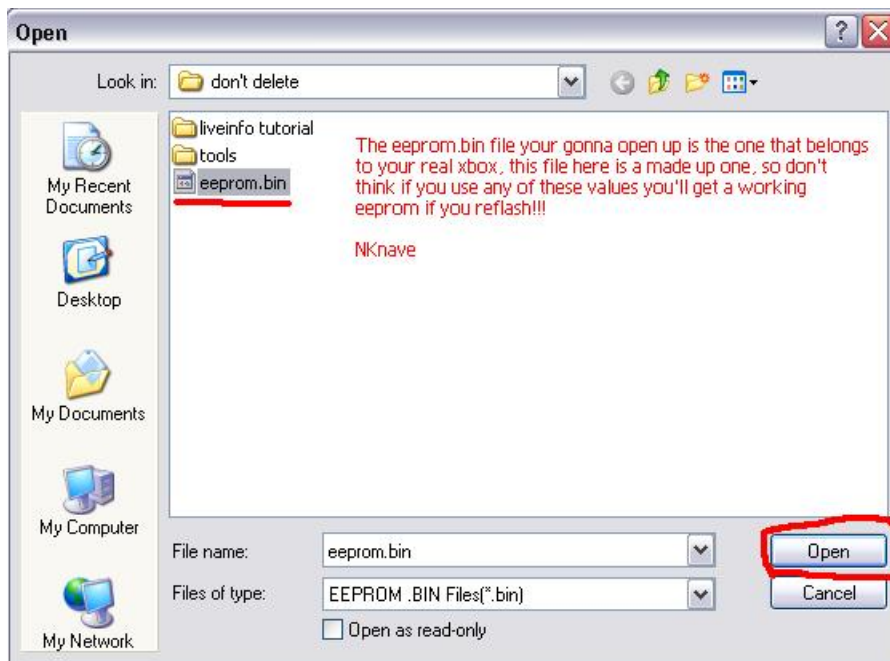 Open
Look in:
don't delete
liveinfo tutorial
tools
eeprom.bin
The eeprom.bin file your gonna open up is the one that belongs
to your real xbox, this file here is a made up one, so don't
think if you use any of these values you'll get a working
eeprom if you reflash!!!
NKnave
My Recent
Documents
Desktop
My Documents
My Computer
My Network
File name:
eeprom.bin
Open
Files of type:
EEPROM .BIN Files(*.bin)
Cancel
Open as read-only